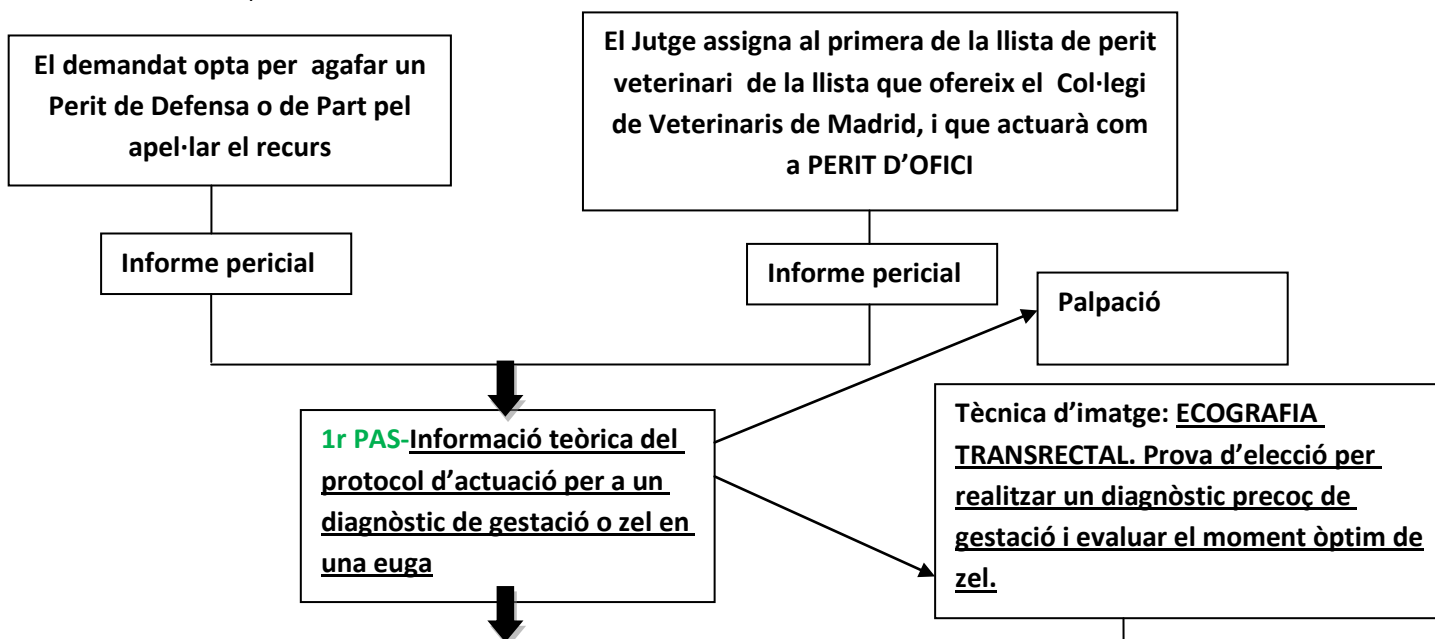 El demandat opta per agafar un
Perit de Defensa o de Part pel
apel·lar el recurs
El Jutge assigna al primera de la llista de perit
veterinari de la llista que ofereix el Col·legi
de Veterinaris de Madrid, i que actuarà com
a PERIT D'OFICI
Informe pericial
Informe pericial
Palpació
1r PAS-Informació teòrica del
protocol d'actuació per a un
diagnòstic de gestació o zel en
una euga
Tècnica d'imatge: ECOGRAFIA
TRANSRECTAL. Prova d'elecció per
realitzar un diagnòstic precoç de
gestació i evaluar el moment òptim de
zel.